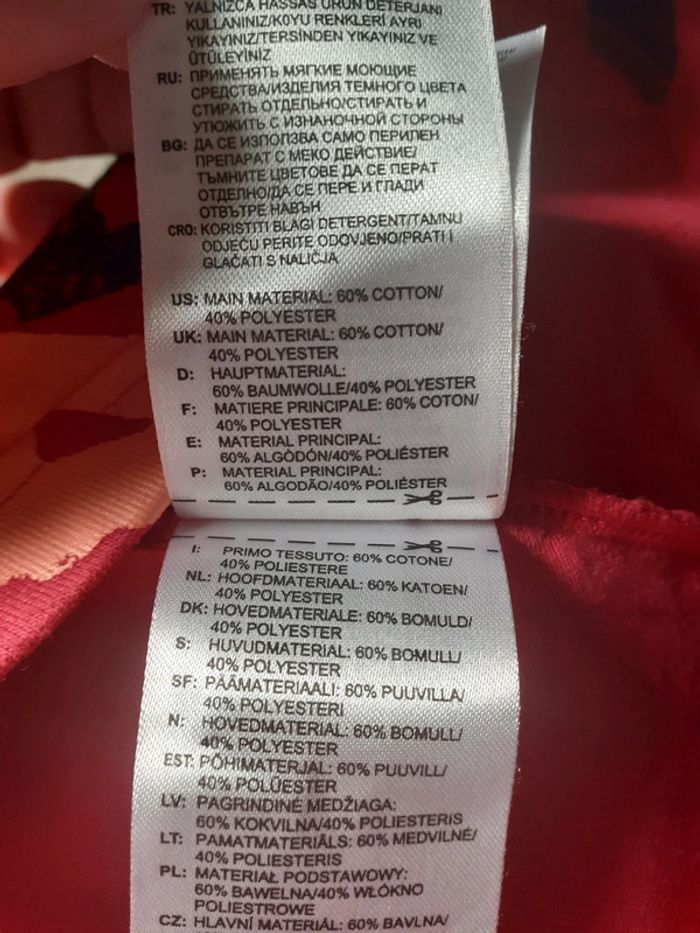 TR: YALNIZCA HASSAS ÜRÜN DETERJANI
KULLANINIZ/KOYU RENKLERİ AYRI
YIKAYINIZ/TERSİNDEN YIKAYINIZ VE
ÜTÜLEYİNİZ
RU: ПРИМЕНЯТЬ МЯГКИЕ МОЮЩИЕ
СРЕДСТВА/ИЗДЕЛИЯ ТЕМНОГО ЦВЕТА
СТИРАТЬ ОТДЕЛЬНО/СТИРАТЬ И
УТЮЖИТЬ С ИЗНАНОЧНОЙ СТОРОНЫ
BG: ДА СЕ ИЗПОЛЗВА САМО ПЕРИЛЕН
ПРЕПАРАТ С МЕКО ДЕЙСТВИЕ/
ТЪМНИТЕ ЦВЕТОВЕ ДА СЕ ПЕРАТ
ОТДЕЛНО/ДА СЕ ПЕРЕ И ГЛАДИ
ОТВЪТРЕ НАВЪН
CRO: KORISTITI BLAGI DETERGENT/TAMNU
ODJEĆU PERITE ODOVJENO/PRATI I
GLAČATI S NALIČJA
US: MAIN MATERIAL: 60% COTTON/
40% POLYESTER
UK: MAIN MATERIAL: 60% COTTON/
40% POLYESTER
D: HAUPTMATERIAL:
60% BAUMWOLLE/40% POLYESTER
F: MATIERE PRINCIPALE: 60% COTON/
40% POLYESTER
E: MATERIAL PRINCIPAL:
60% ALGODÓN/40% POLIÉSTER
P: MATERIAL PRINCIPAL:
60% ALGODÃO/40% POLIÉSTER
I: PRIMO TESSUTO: 60% COTONE/
40% POLIESTERE
NL: HOOFDMATERIAAL: 60% KATOEN/
40% POLYESTER
DK: HOVEDMATERIALE: 60% BOMULD/
40% POLYESTER
S: HUVUDMATERIAL: 60% BOMULL/
40% POLYESTER
SF: PÄÄMATERIAALI: 60% PUUVILLA/
40% POLYESTERI
N: HOVEDMATERIAL: 60% BOMULL/
40% POLYESTER
EST: PÕHIMATERJAL: 60% PUUVILL/
40% POLÜESTER
LV: PAGRINDINĖ MEDŽIAGA:
60% KOKVILNA/40% POLIESTERIS
LT: PAMATMATERIĀLS: 60% MEDVILNĖ/
40% POLIESTERIS
PL: MATERIAŁ PODSTAWOWY:
60% BAWEŁNA/40% WŁÓKNO
POLIESTROWE
CZ: HLAVNÍ MATERIÁL: 60% BAVLNA/